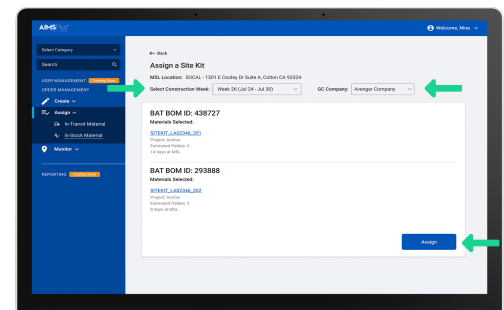 AIMSPlus
Welcome, Nina
Select Category
Search
USER MANAGEMENT Coming Soon
ORDER MANAGEMENT
Create
Assign
In-Transit Material
In-Stock Material
Monitor
REPORTING Coming Soon
Back
Assign a Site Kit
MSL Location: SOCAL - 1501 E Cooley Dr Suite A, Colton CA 92324
Select Construction Week: Week 26 (Jul 24 - Jul 30) GC Company: Avenger Company
BAT BOM ID: 438727
Materials Selected:
SITEKIT_LA02346_351
Project: Anchor
Estimated Pallets: 6
14 days at MSL
BAT BOM ID: 293888
Materials Selected:
SITEKIT_LA02346_352
Project: Anchor
Estimated Pallets: 3
9 days at MSL
Assign